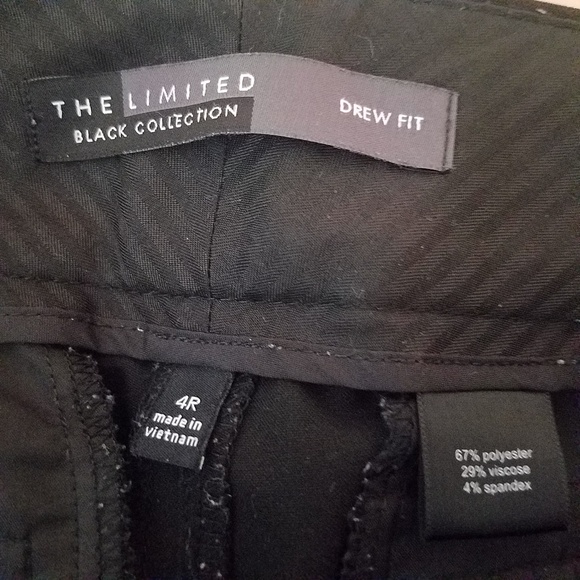 THE LIMITED
BLACK COLLECTION
DREW FIT
4R
made in
vietnam
67% polyester
29% viscose
4% spandex